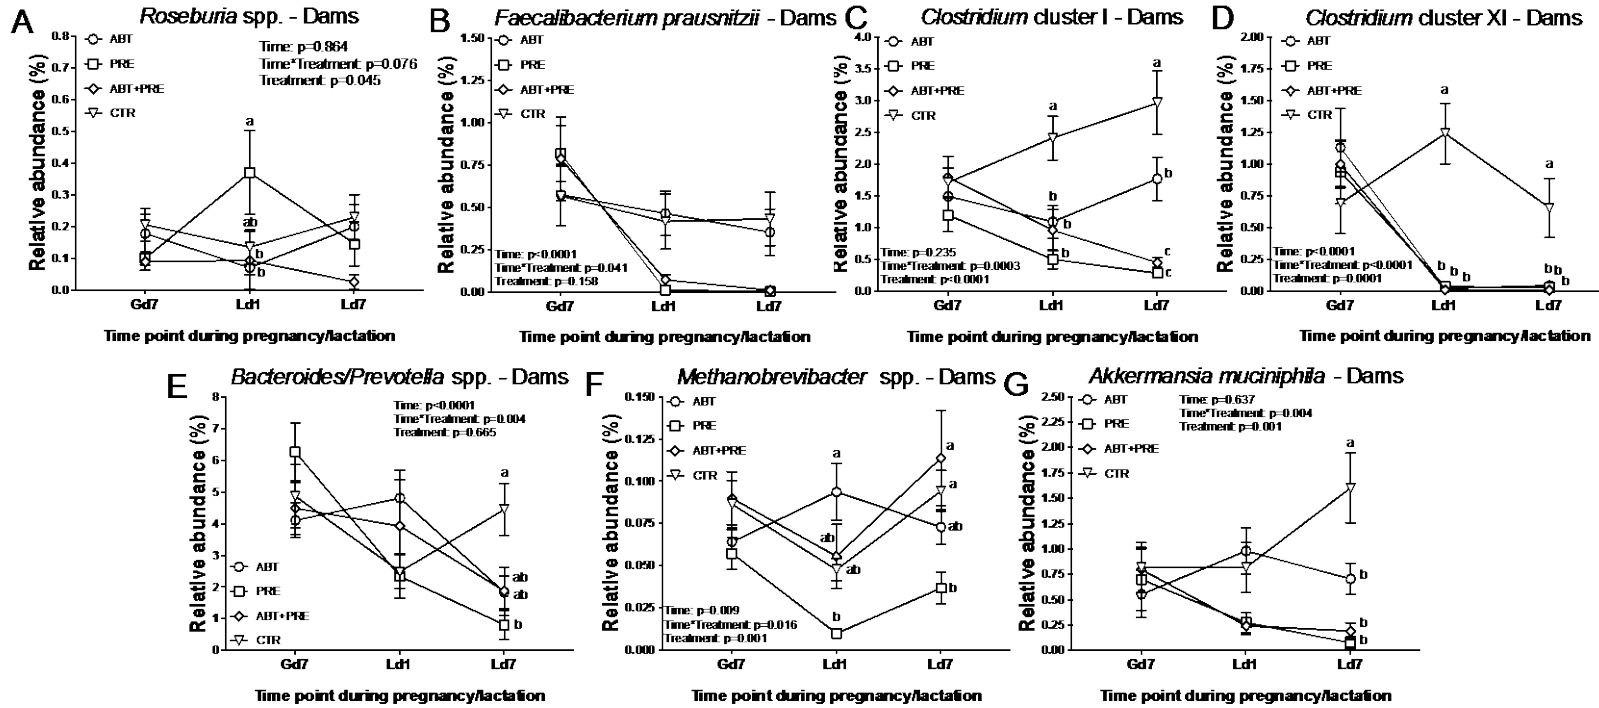 A
Roseburia spp. - Dams
ABT
PRE
ABT+PRE
CTR
Time: p=0.864
Time*Treatment: p=0.076
Treatment: p=0.045
Relative abundance (%)
0.8
0.7
0.6
0.5
0.4
0.3
0.2
0.1
0.0
a
ab
b
b
Gd7 Ld1 Ld7
Time point during pregnancy/lactation
B
Faecalibacterium prausnitzii - Dams
ABT
PRE
ABT+PRE
CTR
Relative abundance (%)
1.50
1.25
1.00
0.75
0.50
0.25
0.00
Time: p<0.0001
Time*Treatment: p=0.041
Treatment: p=0.158
Gd7 Ld1 Ld7
Time point during pregnancy/lactation
C
Clostridium cluster I - Dams
ABT
PRE
ABT+PRE
CTR
Relative abundance (%)
4.0
3.5
3.0
2.5
2.0
1.5
1.0
0.5
0.0
a
a
b
b
b
b
c
c
Time: p=0.235
Time*Treatment: p=0.0003
Treatment: p<0.0001
Gd7 Ld1 Ld7
Time point during pregnancy/lactation
D
Clostridium cluster XI - Dams
ABT
PRE
ABT+PRE
CTR
Relative abundance (%)
2.00
1.75
1.50
1.25
1.00
0.75
0.50
0.25
0.00
a
a
b b b
bb
b
Time: p<0.0001
Time*Treatment: p<0.0001
Treatment: p=0.0001
Gd7 Ld1 Ld7
Time point during pregnancy/lactation
E
Bacteroides/Prevotella spp. - Dams
Time: p<0.0001
Time*Treatment: p=0.004
Treatment: p=0.665
Relative abundance (%)
8
7
6
5
4
3
2
1
0
a
ab
ab
b
ABT
PRE
ABT+PRE
CTR
Gd7 Ld1 Ld7
Time point during pregnancy/lactation
F
Methanobrevibacter spp. - Dams
ABT
PRE
ABT+PRE
CTR
Relative abundance (%)
0.150
0.125
0.100
0.075
0.050
0.025
0.000
a
a
a
ab
ab
ab
b
b
Time: p=0.009
Time*Treatment: p=0.016
Treatment: p=0.001
Gd7 Ld1 Ld7
Time point during pregnancy/lactation
G
Akkermansia muciniphila - Dams
ABT
PRE
ABT+PRE
CTR
Time: p=0.637
Time*Treatment: p=0.004
Treatment: p=0.001
Relative abundance (%)
2.50
2.25
2.00
1.75
1.50
1.25
1.00
0.75
0.50
0.25
0.00
a
b
b
b
Gd7 Ld1 Ld7
Time point during pregnancy/lactation